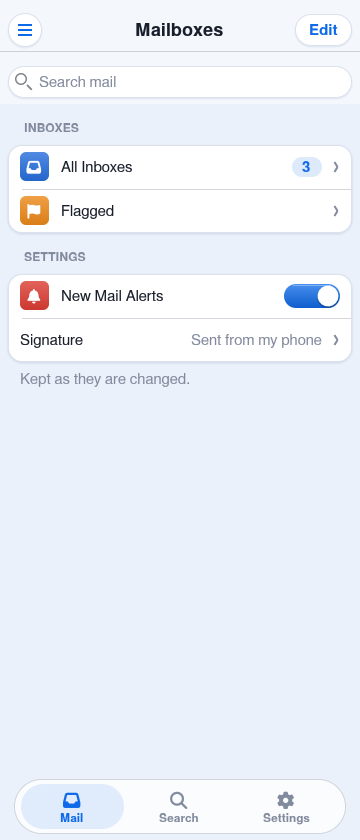 Mailboxes
Edit
Search mail
INBOXES
All Inboxes
3
Flagged
SETTINGS
New Mail Alerts
Signature
Sent from my phone
Kept as they are changed.
Mail
Search
Settings